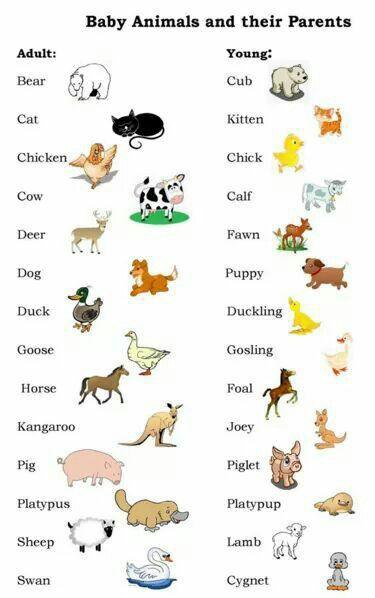 Baby Animals and their Parents
Adult: Young:
Bear Cub
Cat Kitten
Chicken Chick
Cow Calf
Deer Fawn
Dog Puppy
Duck Duckling
Goose Gosling
Horse Foal
Kangaroo Joey
Pig Piglet
Platypus Platypup
Sheep Lamb
Swan Cygnet